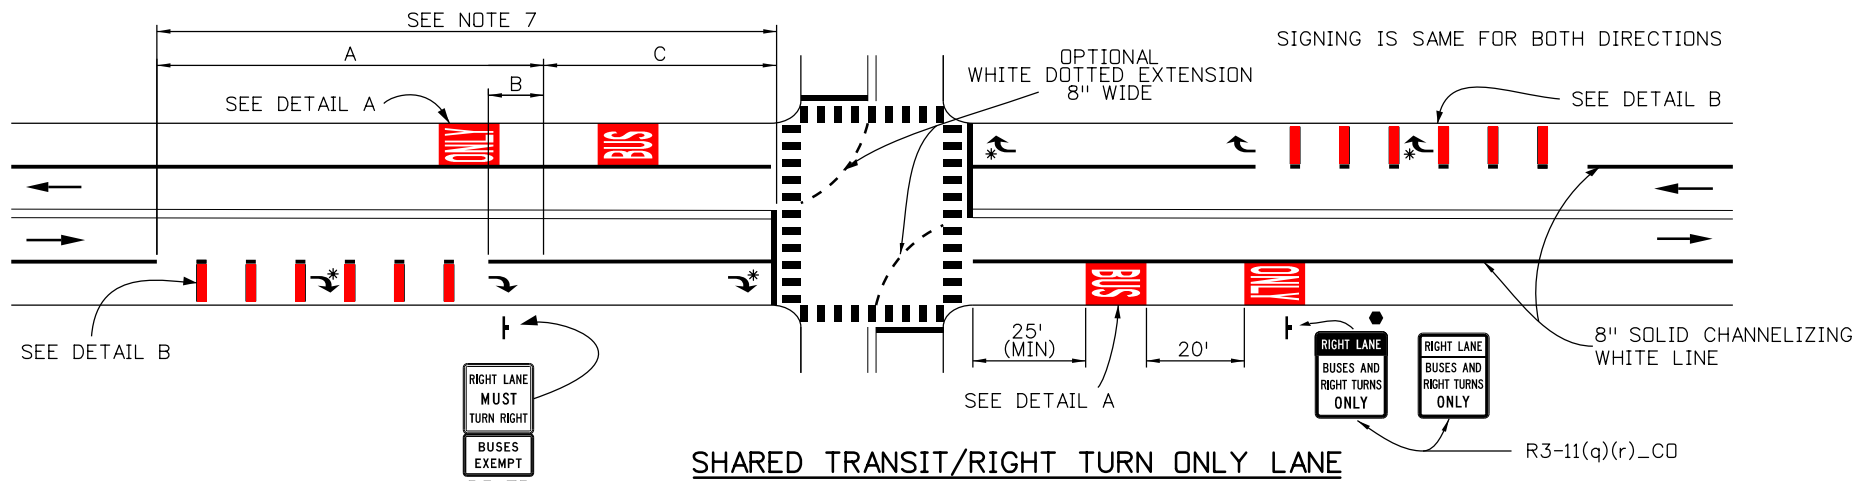 SEE NOTE 7
A
C
B
SEE DETAIL A
ONLY
BUS
OPTIONAL
WHITE DOTTED EXTENSION
8" WIDE
SIGNING IS SAME FOR BOTH DIRECTIONS
SEE DETAIL B
*
*
*
*
SEE DETAIL B
RIGHT LANE
MUST
TURN RIGHT
BUSES
EXEMPT
BUS
ONLY
25'
(MIN)
20'
SEE DETAIL A
RIGHT LANE
BUSES AND
RIGHT TURNS
ONLY
RIGHT LANE
BUSES AND
RIGHT TURNS
ONLY
8" SOLID CHANNELIZING
WHITE LINE
R3-11(q)(r)_CO
SHARED TRANSIT/RIGHT TURN ONLY LANE